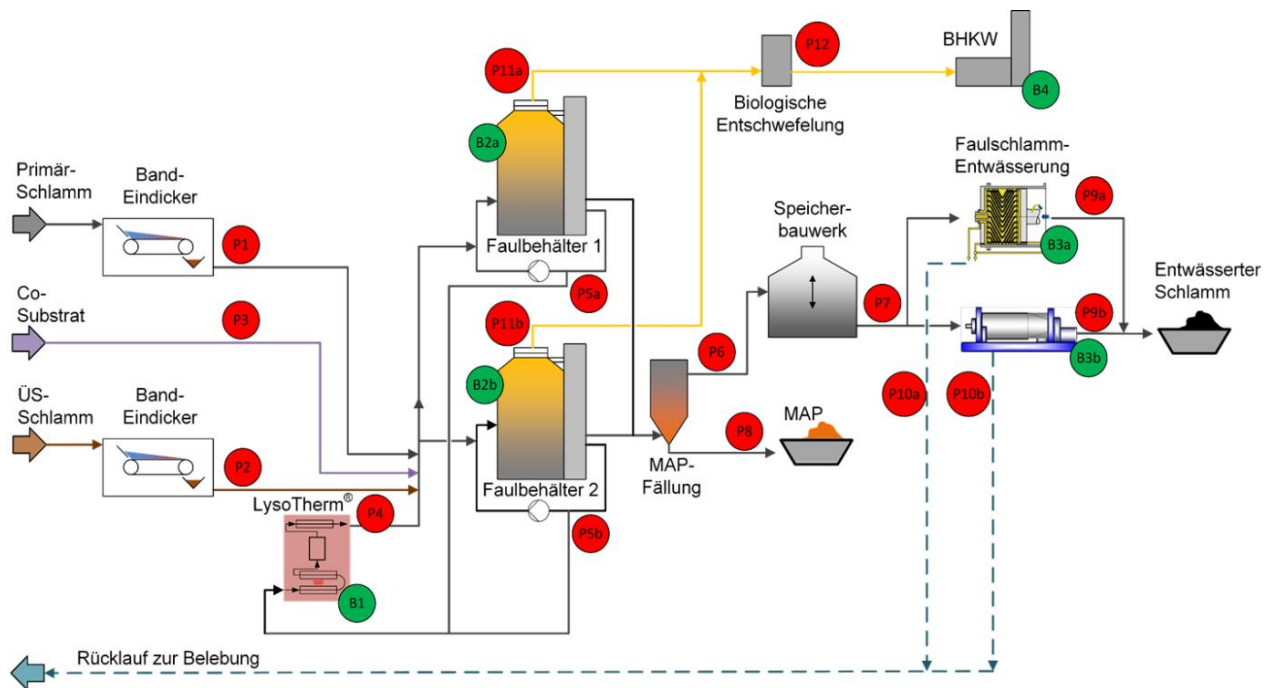 P12
BHKW
P11a
B4
Biologische
Entschwefelung
B2a
Faulschlamm-
Entwässerung
Primär-
Schlamm
Band-
Eindicker
P9a
Speicher-
bauwerk
P1
Faulbehälter 1
B3a
Entwässerter
Schlamm
Co-
Substrat
P3
P5a
P7
P11b
P9b
P6
B2b
B3b
ÜS-
Schlamm
Band-
Eindicker
P10a
P10b
MAP
P8
P2
MAP-
Fällung
Faulbehälter 2
LysoTherm®
P4
P5b
B1
Rücklauf zur Belebung